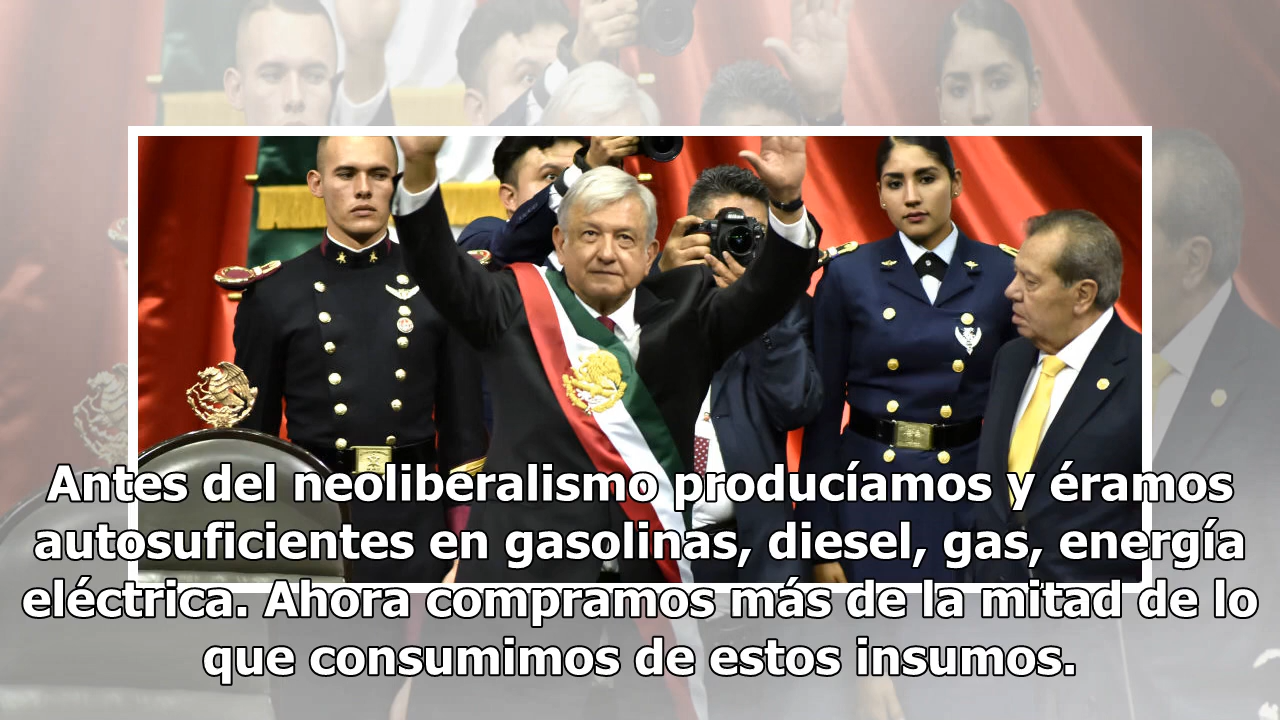 Antes del neoliberalismo producíamos y éramos
autosuficientes en gasolinas, diesel, gas, energía
eléctrica. Ahora compramos más de la mitad de lo
que consumimos de estos insumos.